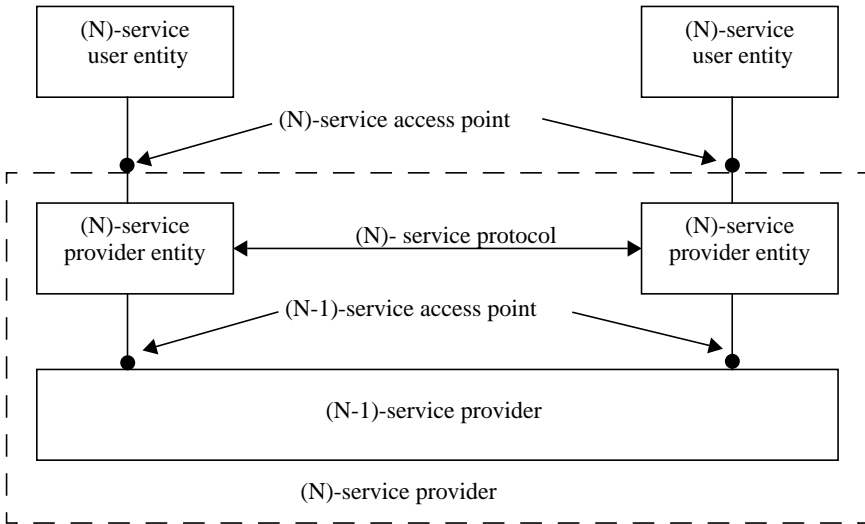 (N)-service
user entity
(N)-service
user entity
(N)-service access point
(N)-service
provider entity
(N)- service protocol
(N)-service
provider entity
(N-1)-service access point
(N-1)-service provider
(N)-service provider